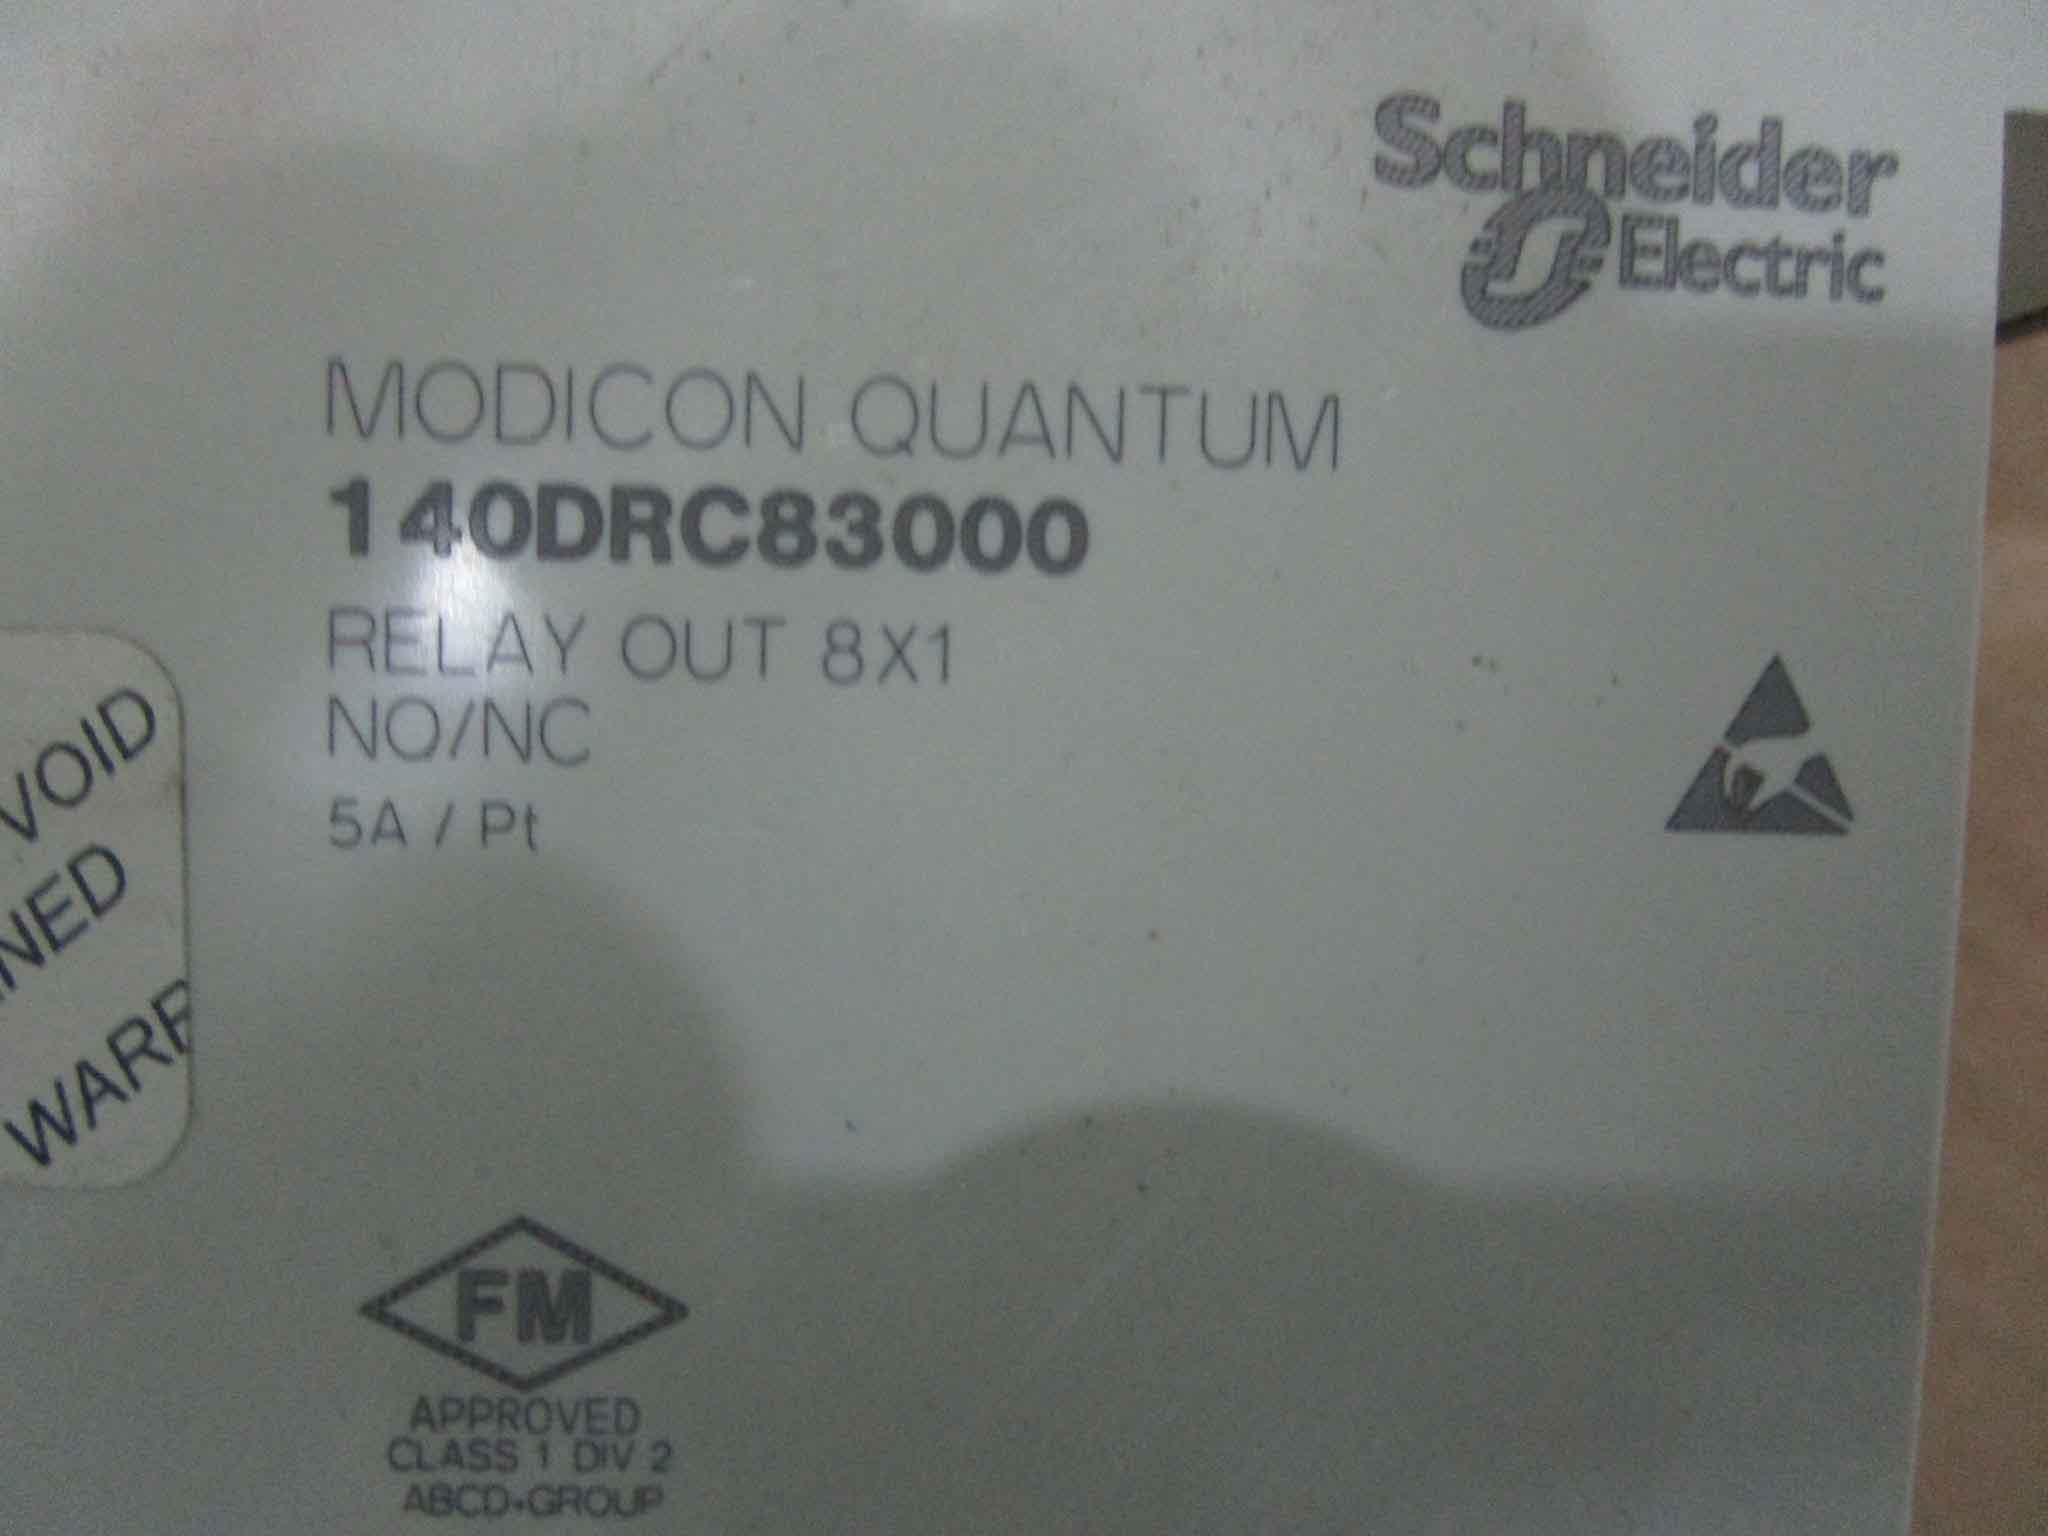 Schneider
Electric
MODICON QUANTUM
140DRC83000
RELAY OUT 8X1
NO/NC
5A / Pt
VOID
NED
WARR
FM
APPROVED
CLASS 1 DIV 2
ABCD•GROUP